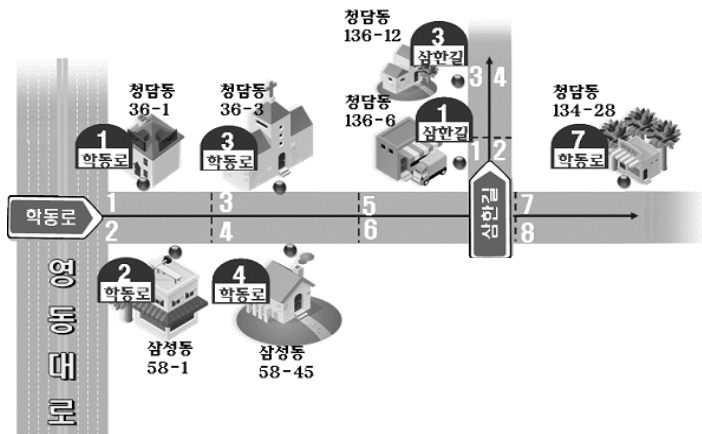 청담동
136-12
3
삼한길
3 4
청담동
36-1
1
학동로
청담동
36-3
3
학동로
청담동
136-6
1
삼한길
1 2
청담동
134-28
7
학동로
학동로
1 3 5 7
2 4 6 8
삼한길
영동대로
2
학동로
삼성동
58-1
4
학동로
삼성동
58-45